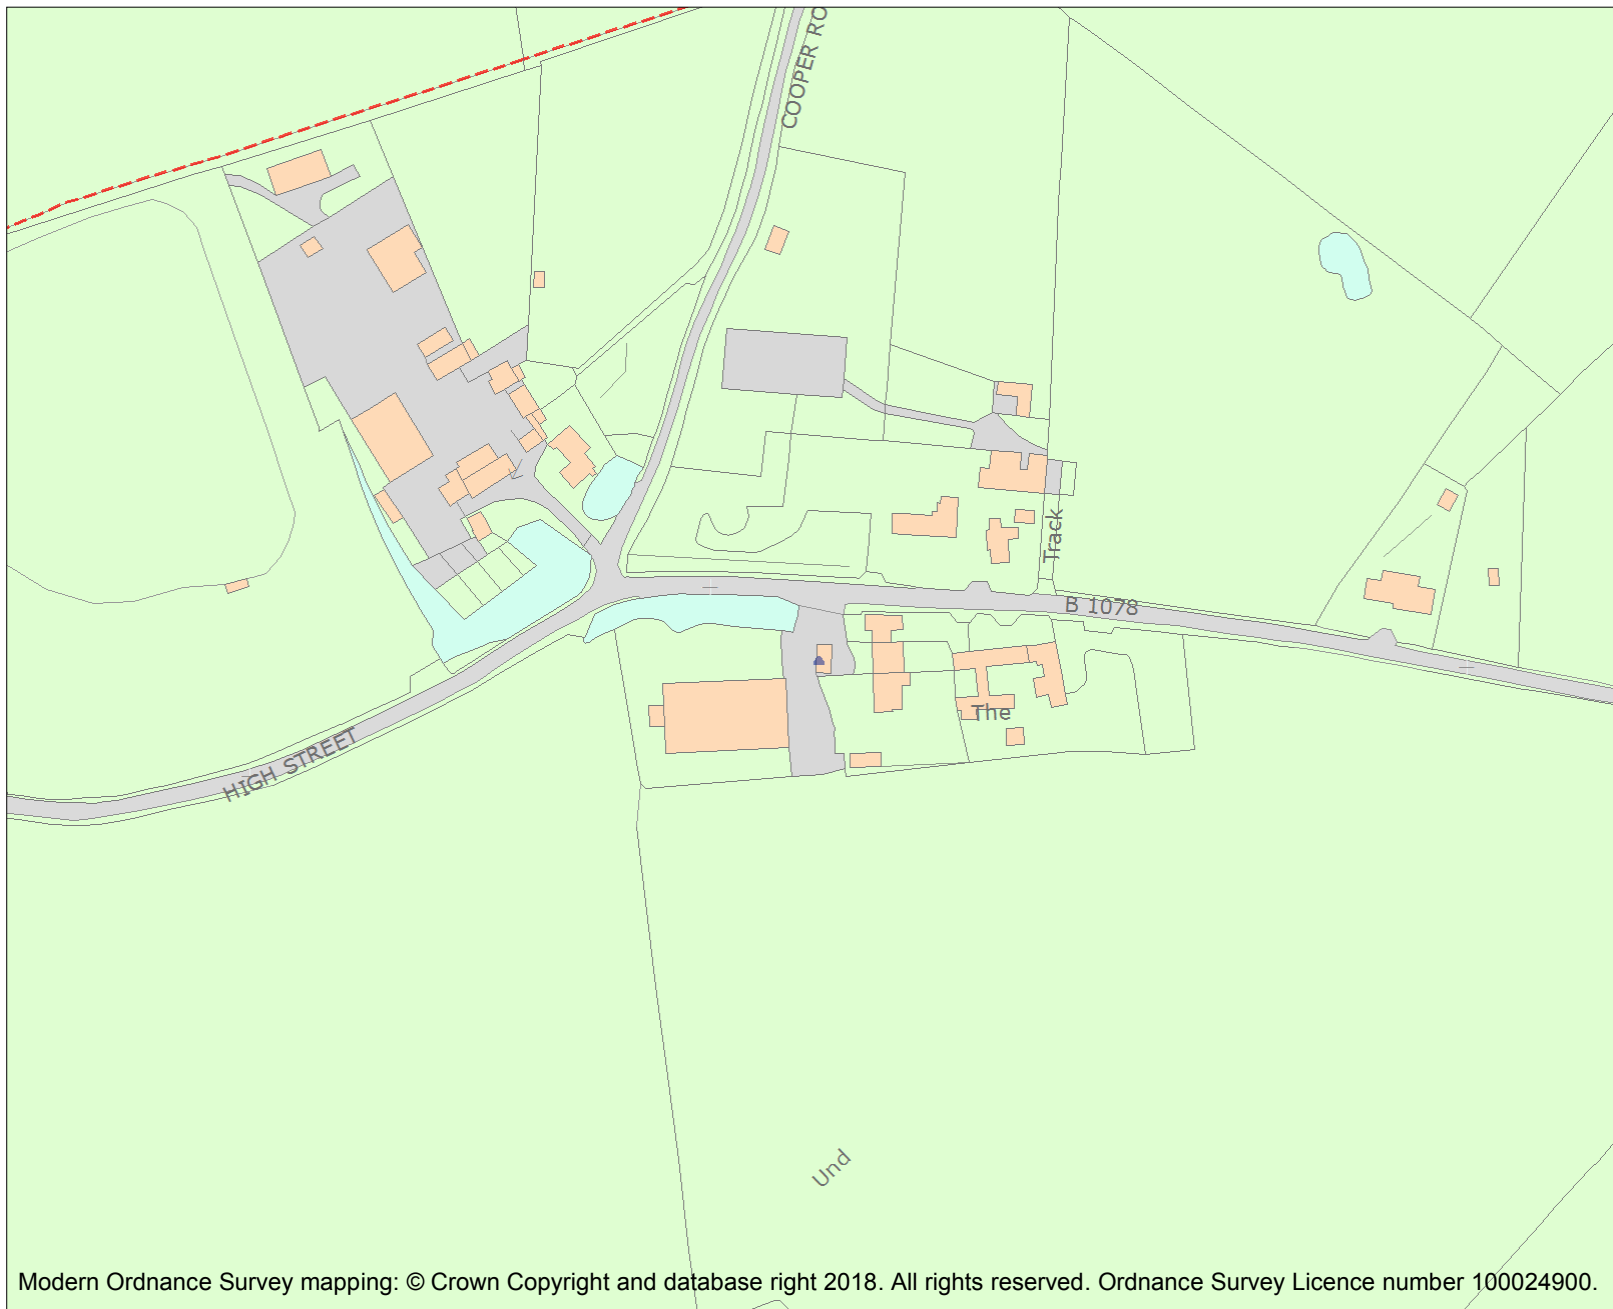 COOPER RO
Track
B 1078
The
HIGH STREET
Und
Modern Ordnance Survey mapping: © Crown Copyright and database right 2018. All rights reserved. Ordnance Survey Licence number 100024900.